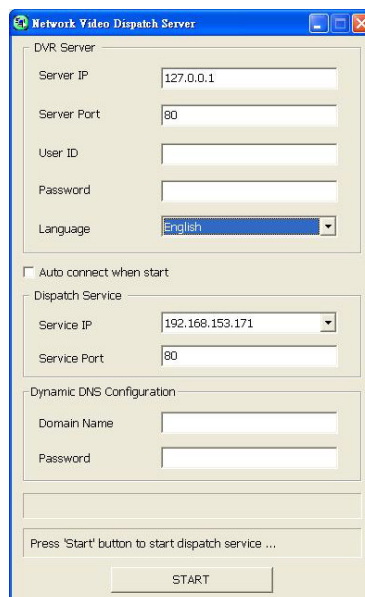 Network Video Dispatch Server
DVR Server
Server IP 127.0.0.1
Server Port 80
User ID
Password
Language English
Auto connect when start
Dispatch Service
Service IP 192.168.153.171
Service Port 80
Dynamic DNS Configuration
Domain Name
Password
Press 'Start' button to start dispatch service ...
START